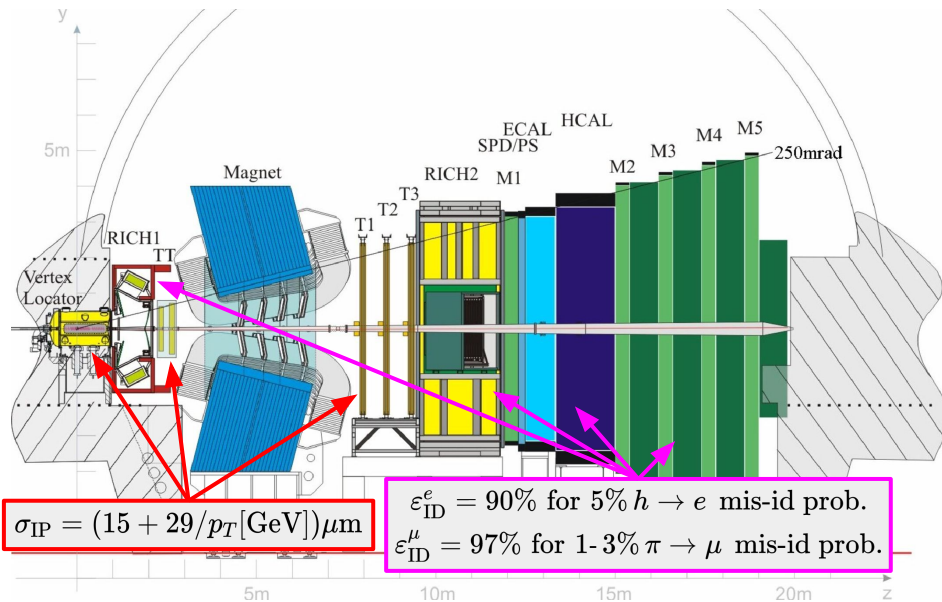 y
5m
Magnet
RICH1
TT
Vertex
Locator
T1
T2
T3
RICH2
M1
SPD/PS
ECAL
HCAL
M2
M3
M4
M5
250mrad
σ_IP = (15 + 29/p_T[GeV])μm
ε^e_ID = 90% for 5% h → e mis-id prob.
ε^μ_ID = 97% for 1-3% π → μ mis-id prob.
5m
10m
15m
20m
z